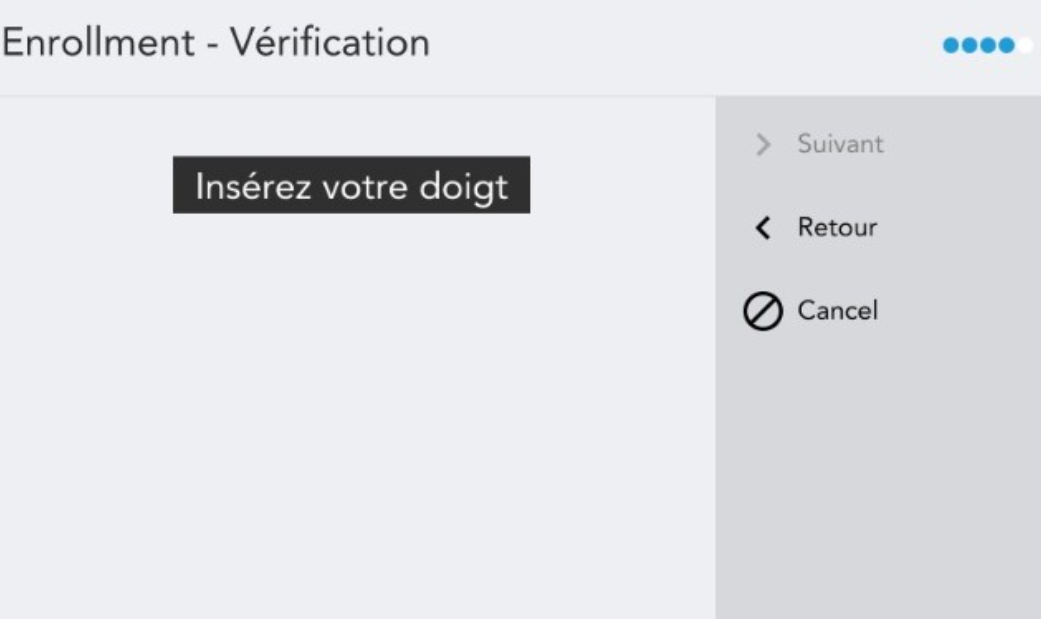 Enrollment - Vérification
Insérez votre doigt
Suivant
Retour
Cancel